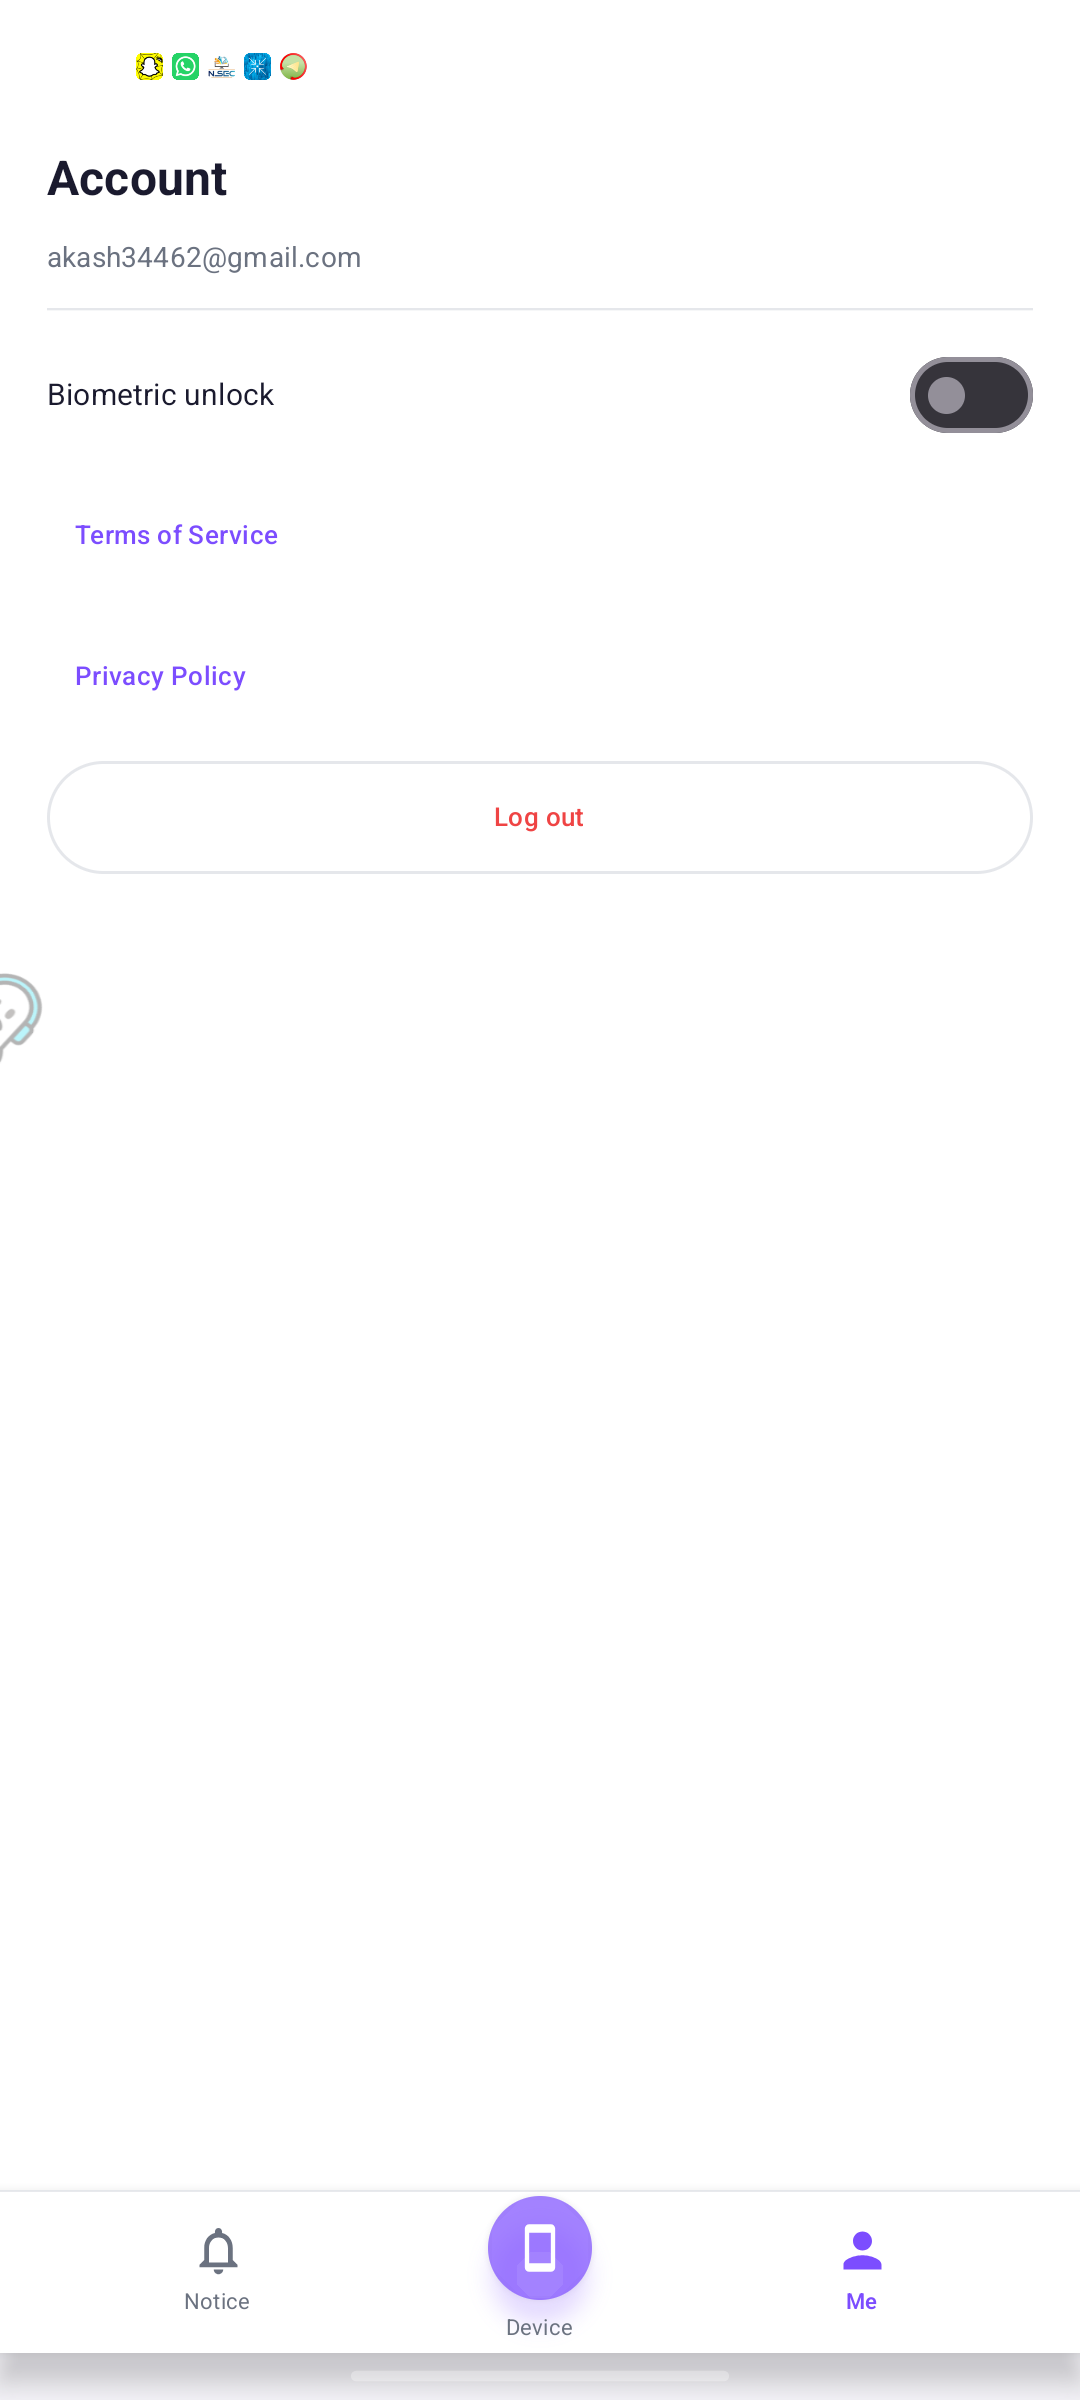 Account
akash34462@gmail.com
Biometric unlock
Terms of Service
Privacy Policy
Log out
Notice
Device
Me